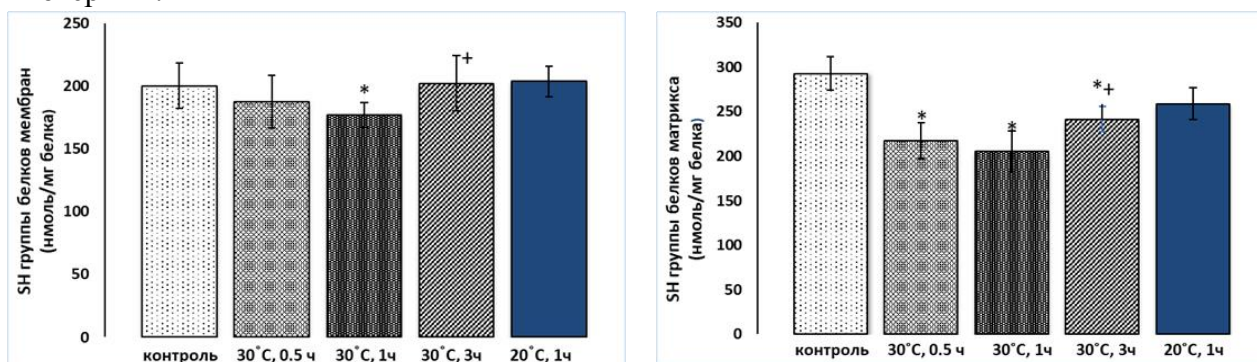 SH группы белков мембран
(нмоль/мг белка)
250
200
150
100
50
0
*
+
контроль
30˚C, 0.5 ч
30˚C, 1ч
30˚C, 3ч
20˚C, 1ч
SH группы белков матрикса
(нмоль/мг белка)
350
300
250
200
150
100
50
0
*
*
*+
контроль
30˚C, 0.5 ч
30˚C, 1ч
30˚C, 3ч
20˚C, 1ч